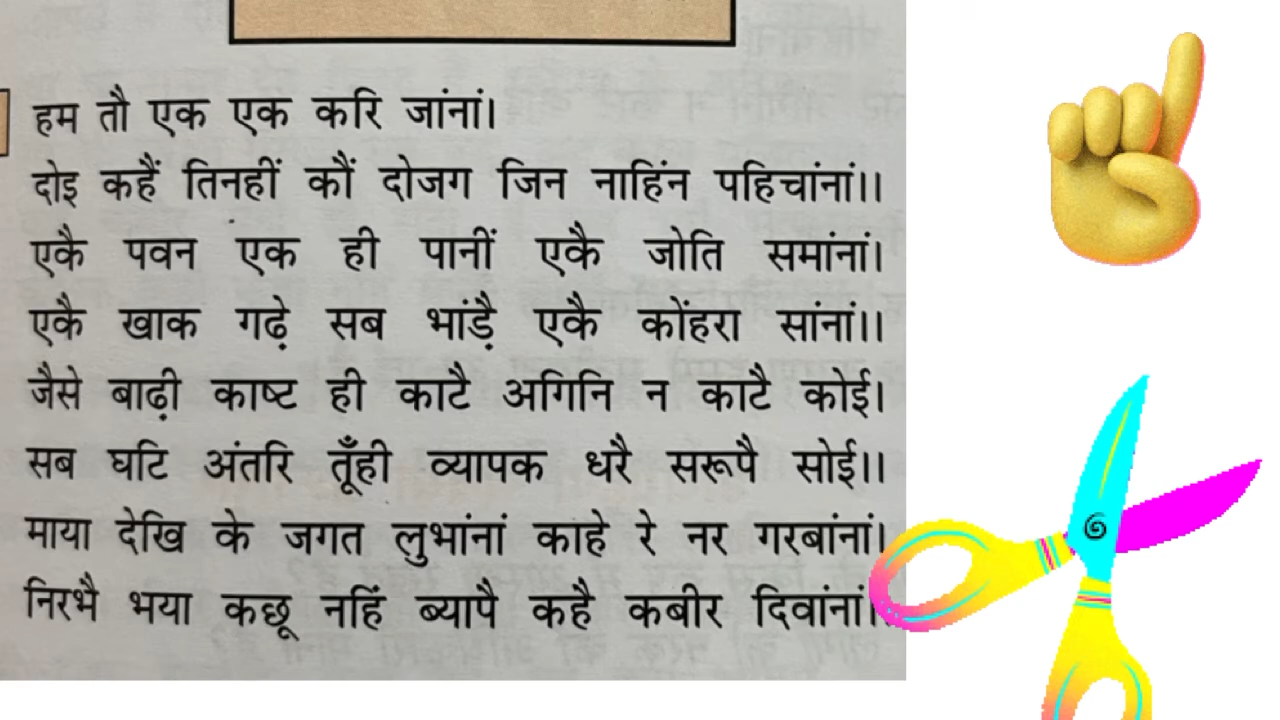 हम तौ एक एक करि जांनां।
दोइ कहैं तिनहीं कौं दोजग जिन नाहिंन पहिचांनां।।
एकै पवन एक ही पानीं एकै जोति समांनां।
एकै खाक गढ़े सब भांड़ै एकै कोंहरा सांनां।।
जैसे बाढ़ी काष्ट ही काटै अगिनि न काटै कोई।
सब घटि अंतरि तूँही व्यापक धरै सरूपै सोई।।
माया देखि के जगत लुभांनां काहे रे नर गरबांनां।
निरभै भया कछू नहिं ब्यापै कहै कबीर दिवांनां।।